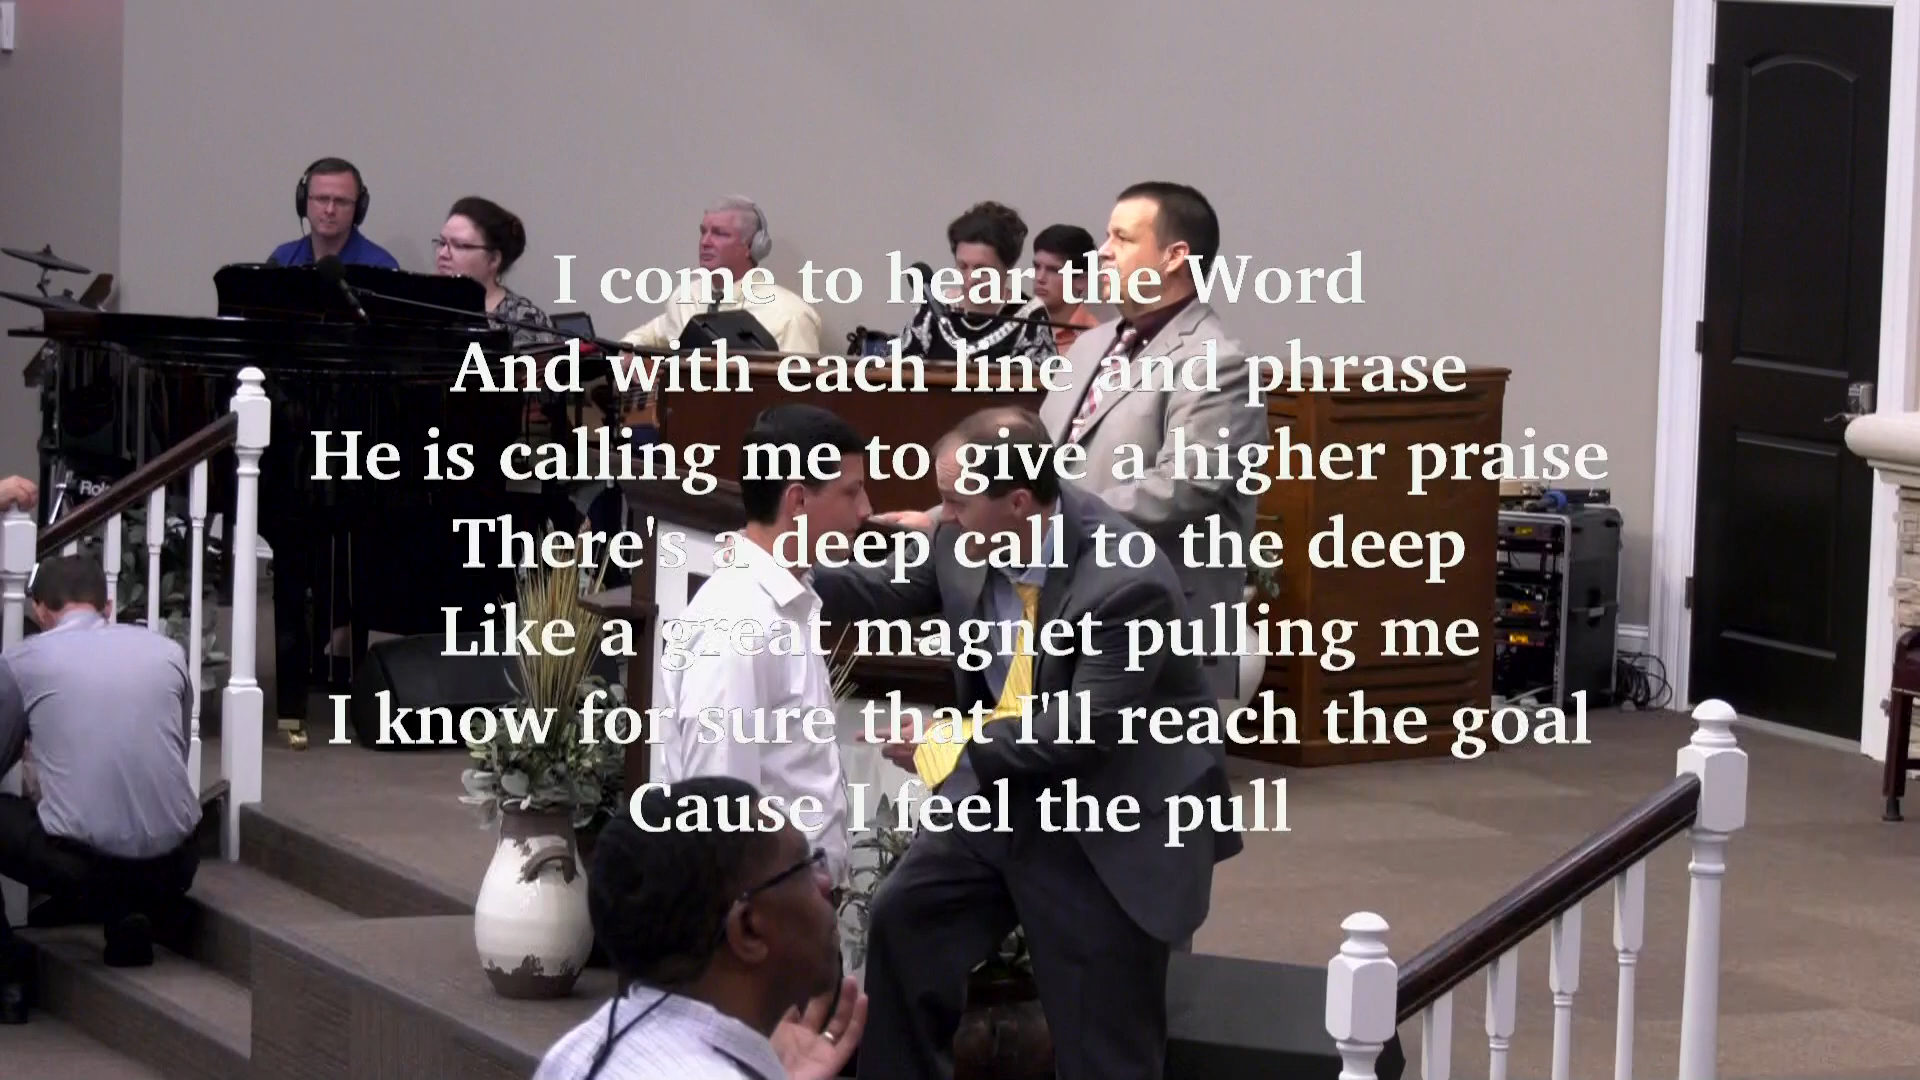 I come to hear the Word
And with each line and phrase
He is calling me to give a higher praise
There's a deep call to the deep
Like a great magnet pulling me
I know for sure that I'll reach the goal
Cause I feel the pull